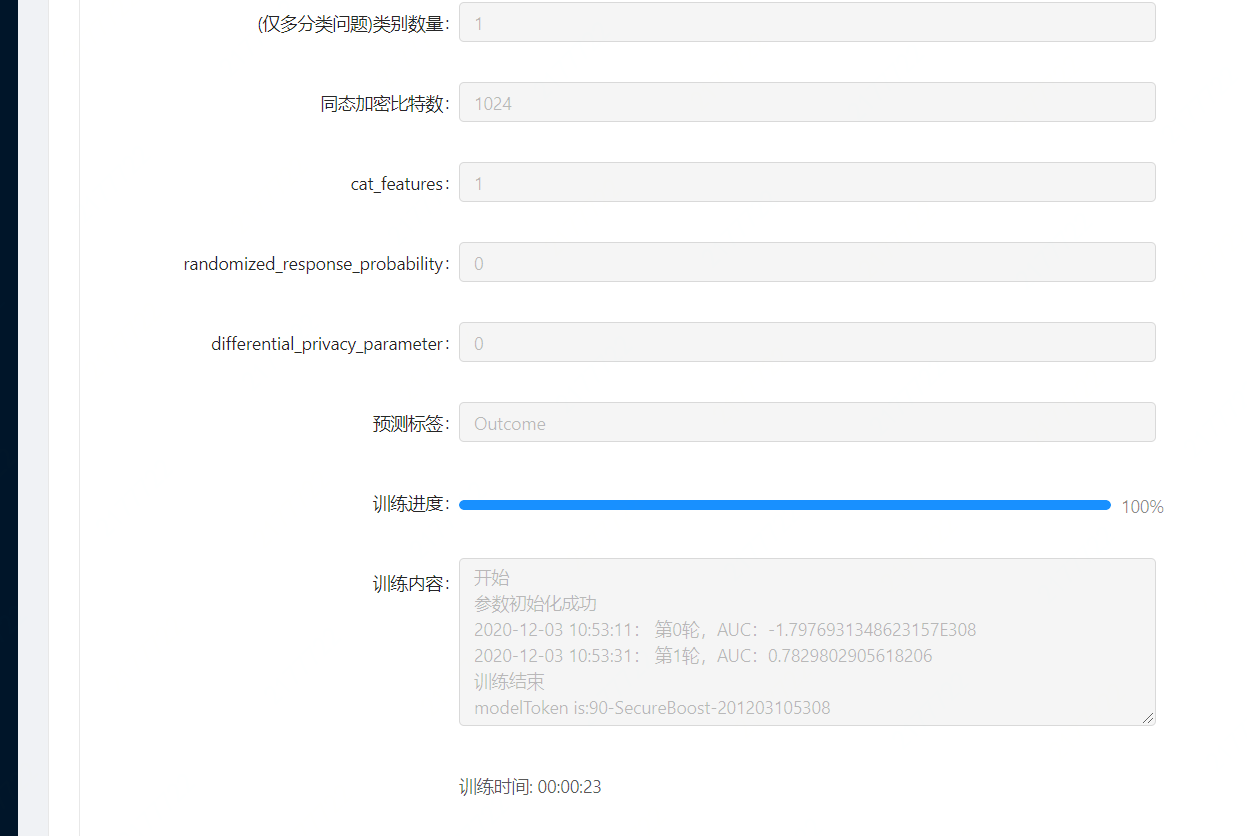 (仅多分类问题)类别数量： 1
同态加密比特数： 1024
cat_features： 1
randomized_response_probability： 0
differential_privacy_parameter： 0
预测标签： Outcome
训练进度： 100%
训练内容： 开始
参数初始化成功
2020-12-03 10:53:11： 第0轮，AUC：-1.7976931348623157E308
2020-12-03 10:53:31： 第1轮，AUC：0.7829802905618206
训练结束
modelToken is:90-SecureBoost-201203105308
训练时间: 00:00:23